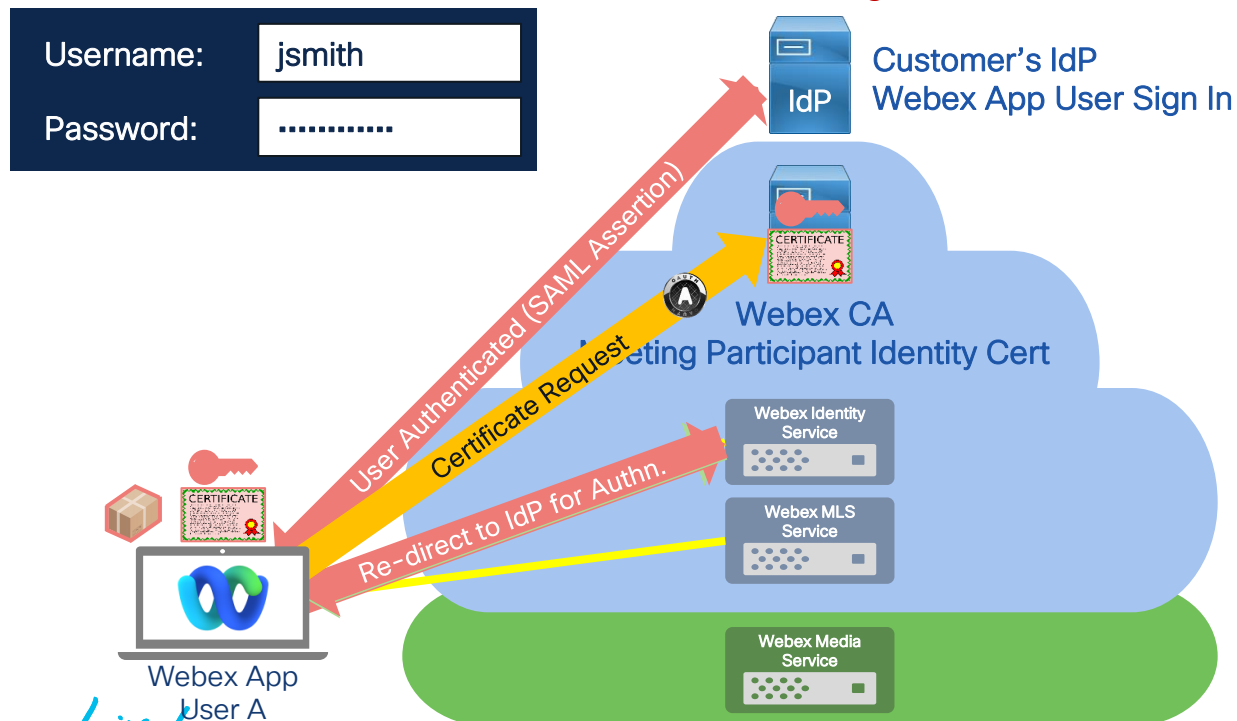 Username:
jsmith
Password:
IdP
Customer's IdP
Webex App User Sign In
User Authenticated (SAML Assertion)
CERTIFICATE
Certificate Request
OAUTH
A
Webex CA
Meeting Participant Identity Cert
Webex Identity
Service
Re-direct to IdP for Authn.
Webex MLS
Service
CERTIFICATE
Webex Media
Service
Webex App
User A